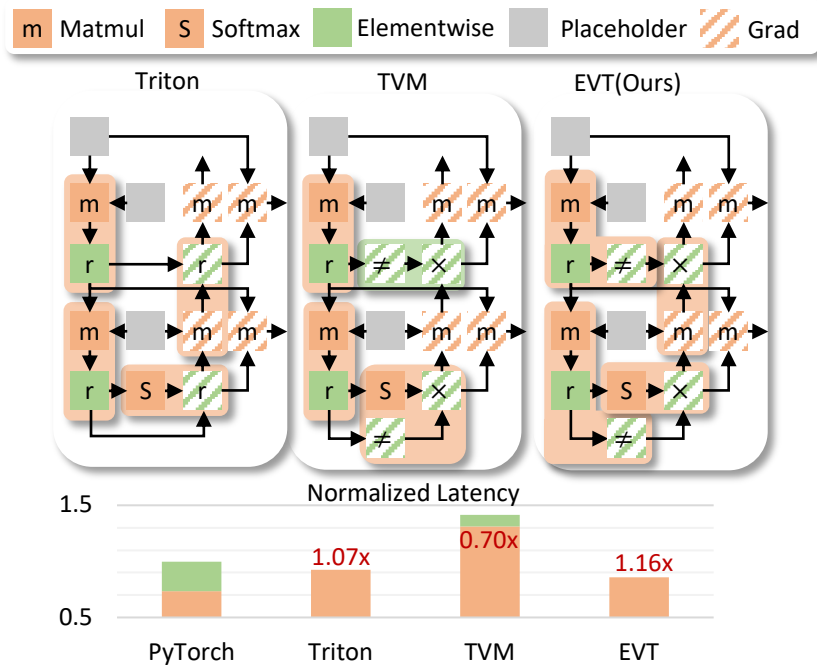 m Matmul S Softmax Elementwise Placeholder Grad
Triton TVM EVT(Ours)
m m m m m m m m m
r r r ≠ × r ≠ ×
m m m m m m m m m
r S r r S × r S ×
≠ ≠
Normalized Latency
1.5
1.07x 0.70x 1.16x
0.5
PyTorch Triton TVM EVT